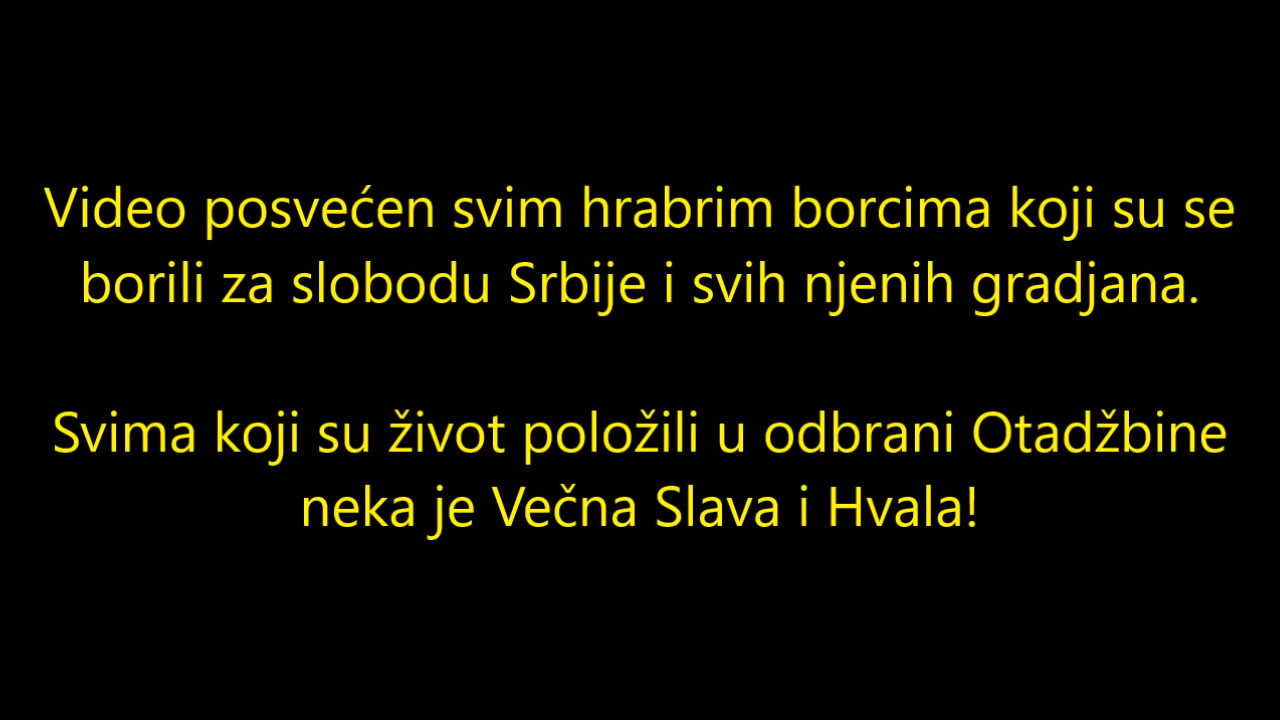 Video posvećen svim hrabrim borcima koji su se
borili za slobodu Srbije i svih njenih gradjana.
Svima koji su život položili u odbrani Otadžbine
neka je Večna Slava i Hvala!